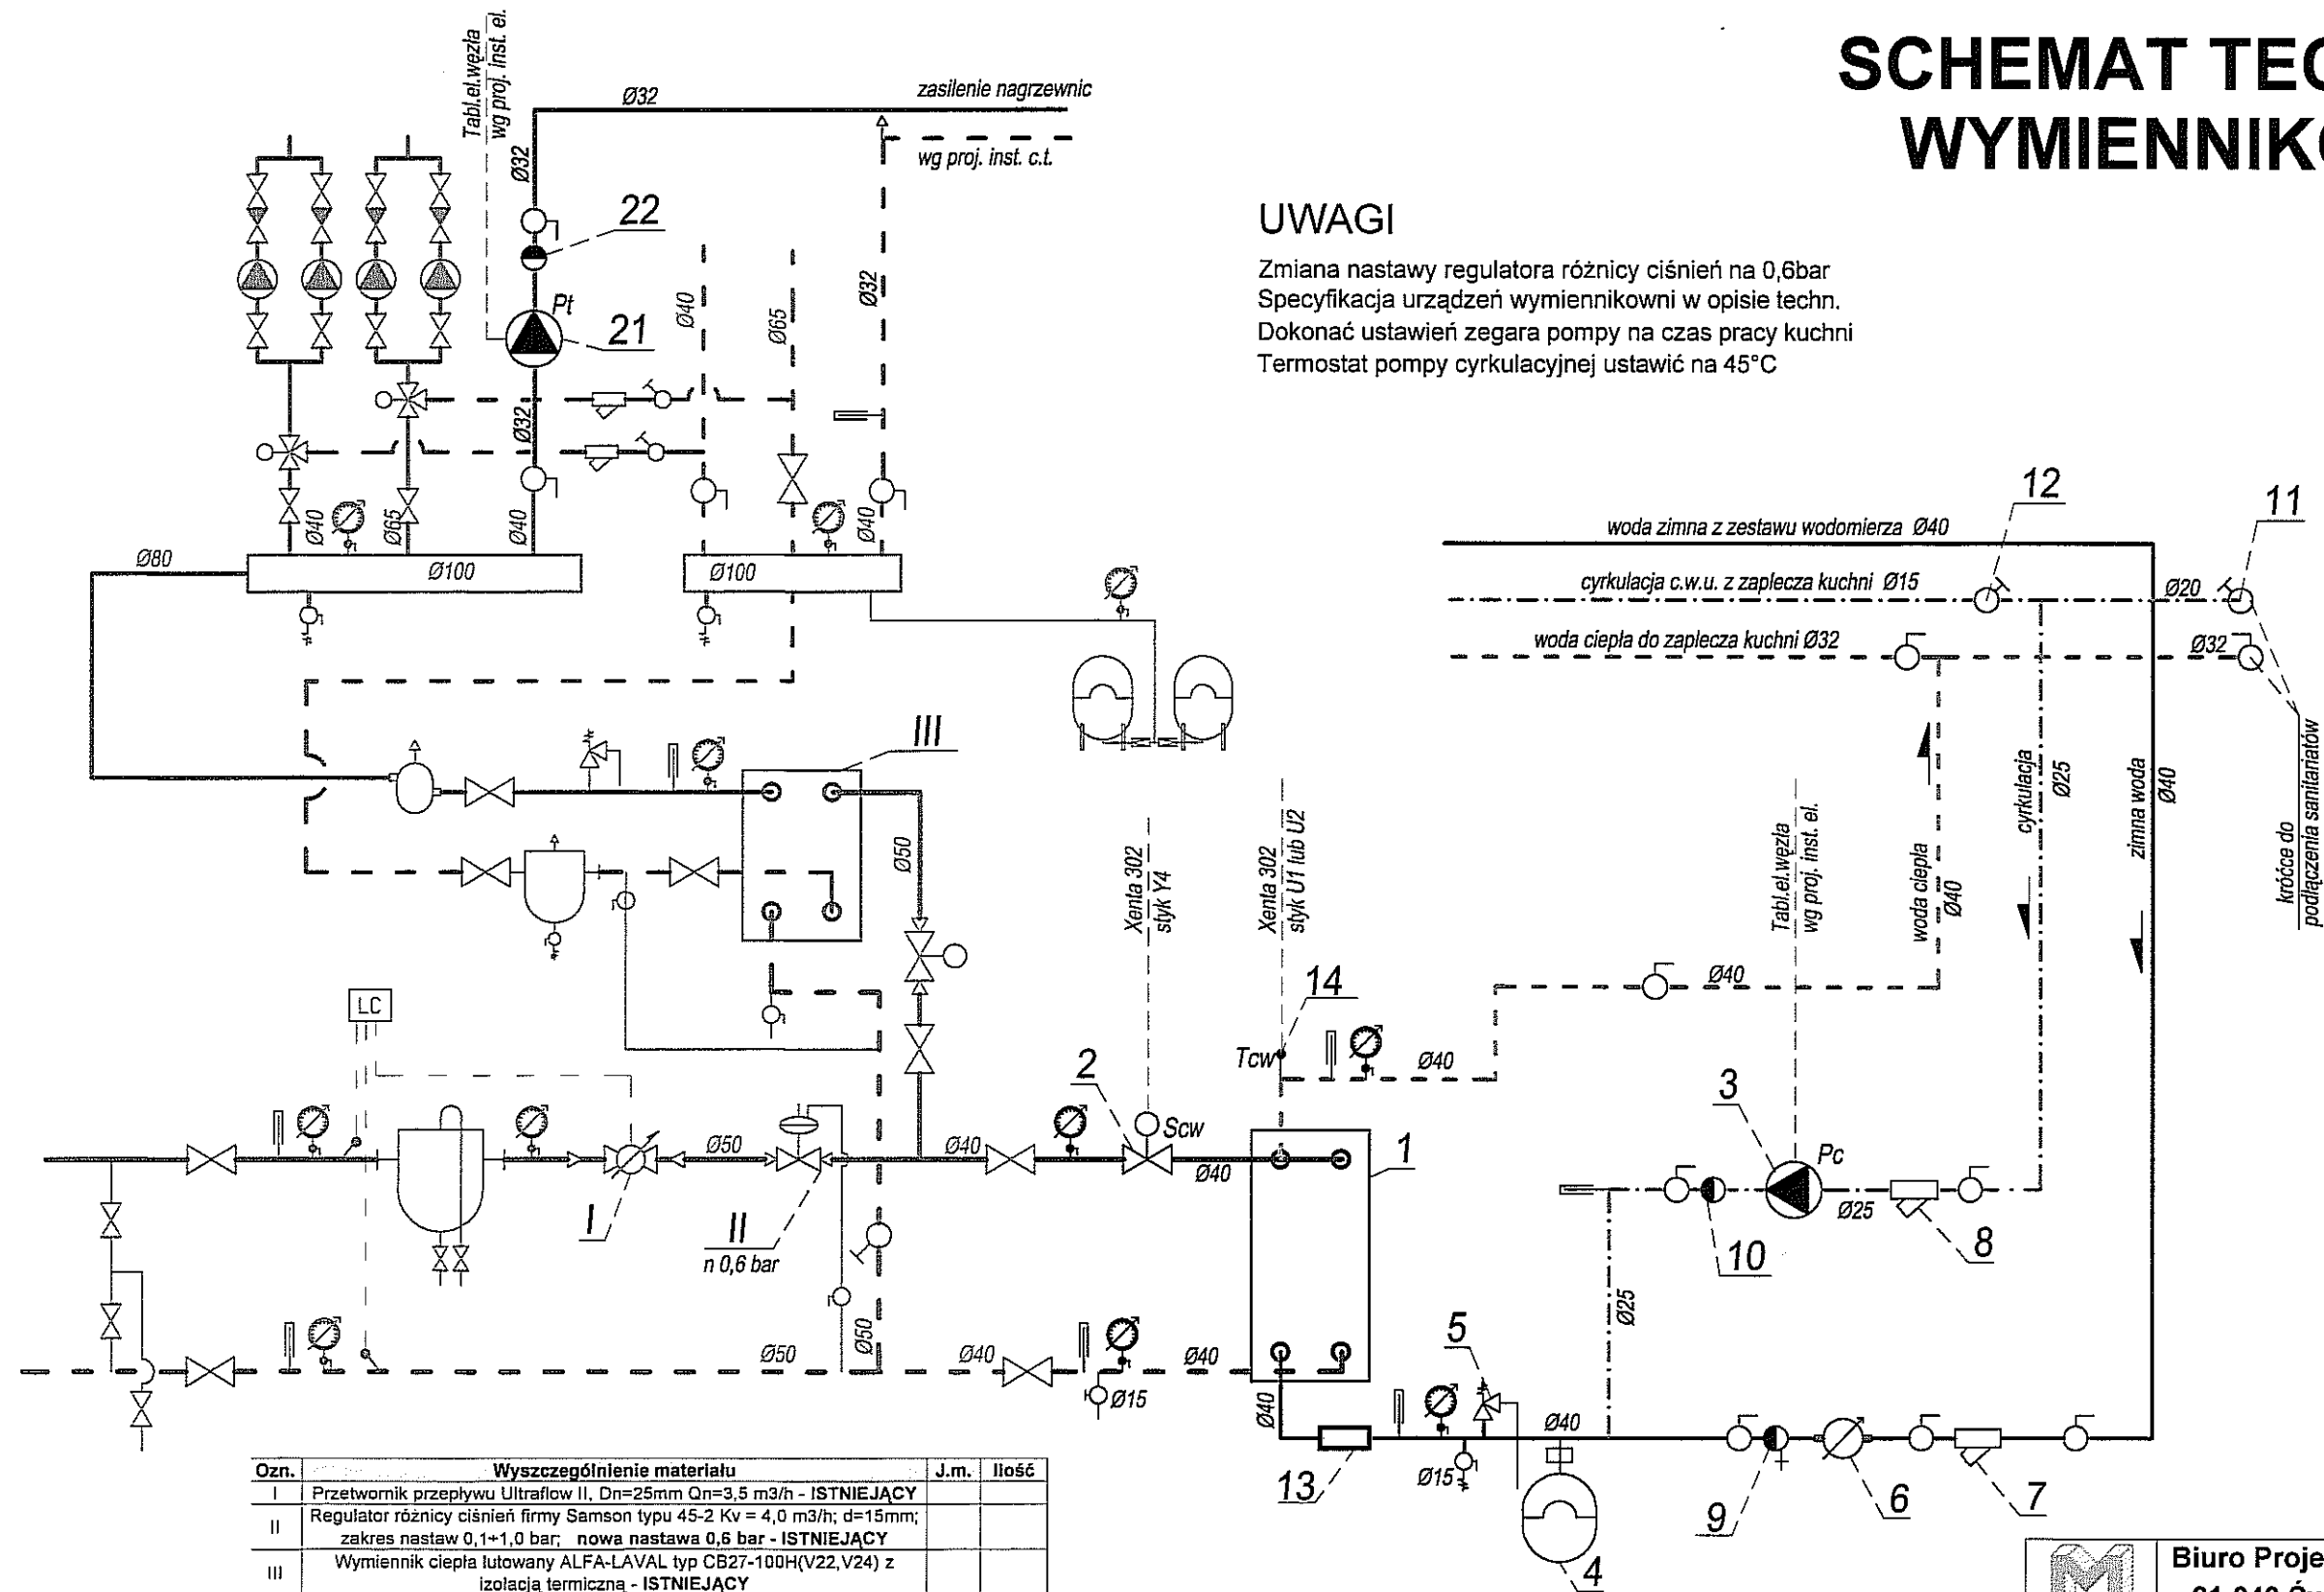 SCHEMAT TEC
WYMIENNIKO
UWAGI
Zmiana nastawy regulatora różnicy ciśnień na 0,6bar
Specyfikacja urządzeń wymiennikowni w opisie techn.
Dokonać ustawień zegara pompy na czas pracy kuchni
Termostat pompy cyrkulacyjnej ustawić na 45°C
Tabl.el.węzła
wg proj. inst. el.
Ø32
zasilenie nagrzewnic
wg proj. inst. c.t.
Ø32
22
Pt
21
Ø32
Ø40
Ø65
Ø32
Ø40
Ø65
Ø40
Ø40
Ø80
Ø100
Ø100
12
11
woda zimna z zestawu wodomierza Ø40
cyrkulacja c.w.u. z zaplecza kuchni Ø15
Ø20
woda ciepła do zaplecza kuchni Ø32
Ø32
III
Ø50
Xenta 302
styk Y4
Xenta 302
styk U1 lub U2
Tabl.el.węzła
wg proj. inst. el.
woda ciepła
Ø40
cyrkulacja
Ø25
zimna woda
Ø40
króćce do
podłączenia sanitariatów
LC
14
Ø40
Tcw
Ø40
2
Scw
3
Pc
1
Ø50
Ø40
Ø40
I
II
n 0,6 bar
10
Ø25
8
Ø50
Ø25
Ø50
Ø40
Ø40
Ø15
5
Ø40
Ø40
13
Ø15
4
9
6
7
Ozn. Wyszczególnienie materiału J.m. Ilość
I Przetwornik przepływu Ultraflow II, Dn=25mm Qn=3,5 m3/h - ISTNIEJĄCY
II Regulator różnicy ciśnień firmy Samson typu 45-2 Kv = 4,0 m3/h; d=15mm;
zakres nastaw 0,1÷1,0 bar; nowa nastawa 0,6 bar - ISTNIEJĄCY
III Wymiennik ciepła lutowany ALFA-LAVAL typ CB27-100H(V22,V24) z
izolacją termiczną - ISTNIEJĄCY
Biuro Proje